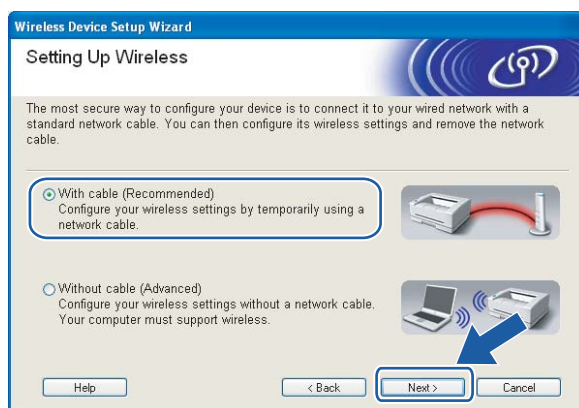 Wireless Device Setup Wizard
Setting Up Wireless
The most secure way to configure your device is to connect it to your wired network with a
standard network cable. You can then configure its wireless settings and remove the network
cable.
With cable (Recommended)
Configure your wireless settings by temporarily using a
network cable.
Without cable (Advanced)
Configure your wireless settings without a network cable.
Your computer must support wireless.
Help
< Back
Next >
Cancel